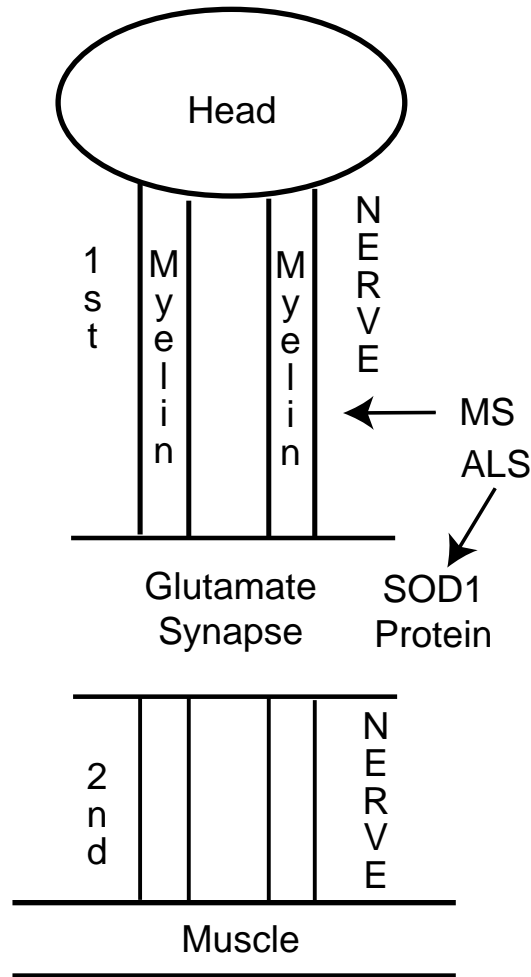 Head
1st
Myelin
Myelin
NERVE
MS
ALS
Glutamate
Synapse
SOD1
Protein
2nd
NERVE
Muscle